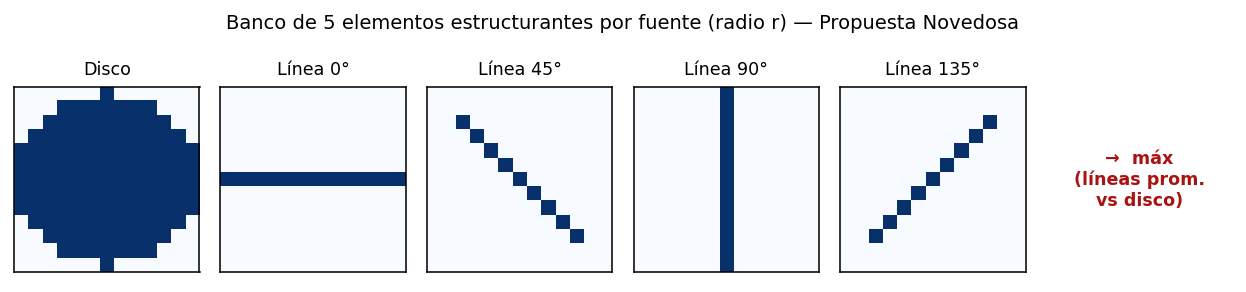 Banco de 5 elementos estructurantes por fuente (radio r) — Propuesta Novedosa
Disco
Línea 0°
Línea 45°
Línea 90°
Línea 135°
→ máx
(líneas prom.
vs disco)